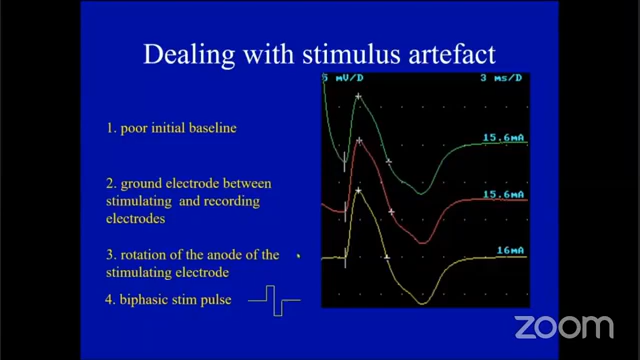 Dealing with stimulus artefact
5 mV/D
3 ms/D
1. poor initial baseline
15.6mA
2. ground electrode between
stimulating and recording
electrodes
15.6mA
3. rotation of the anode of the
stimulating electrode
16mA
4. biphasic stim pulse
zoom